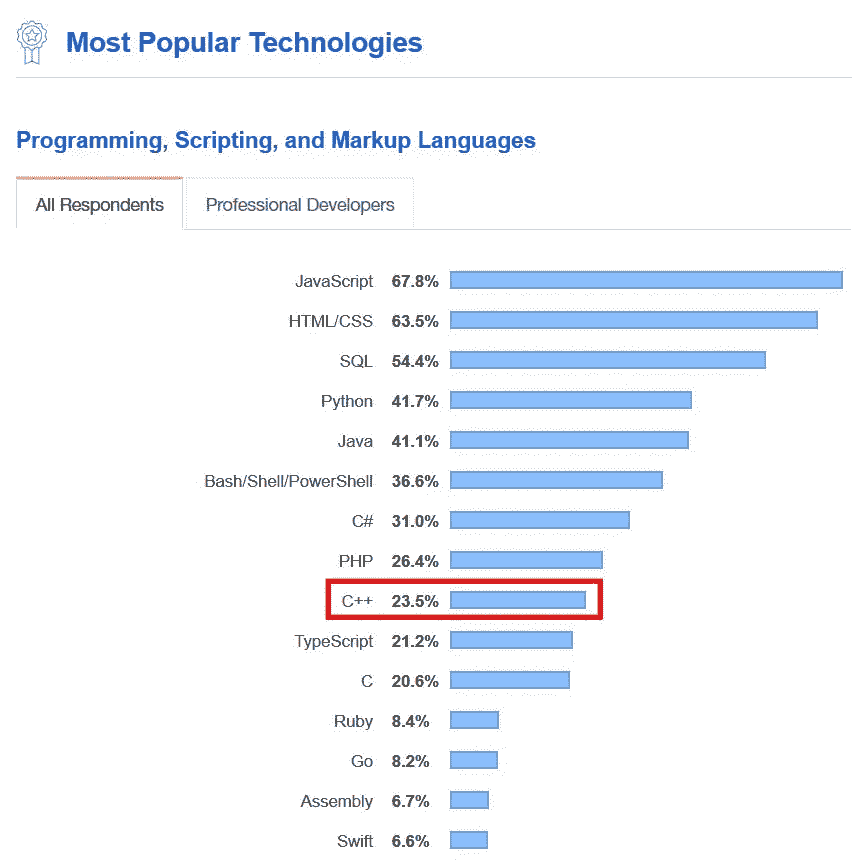 Most Popular Technologies
Programming, Scripting, and Markup Languages
All Respondents Professional Developers
JavaScript 67.8%
HTML/CSS 63.5%
SQL 54.4%
Python 41.7%
Java 41.1%
Bash/Shell/PowerShell 36.6%
C# 31.0%
PHP 26.4%
C++ 23.5%
TypeScript 21.2%
C 20.6%
Ruby 8.4%
Go 8.2%
Assembly 6.7%
Swift 6.6%